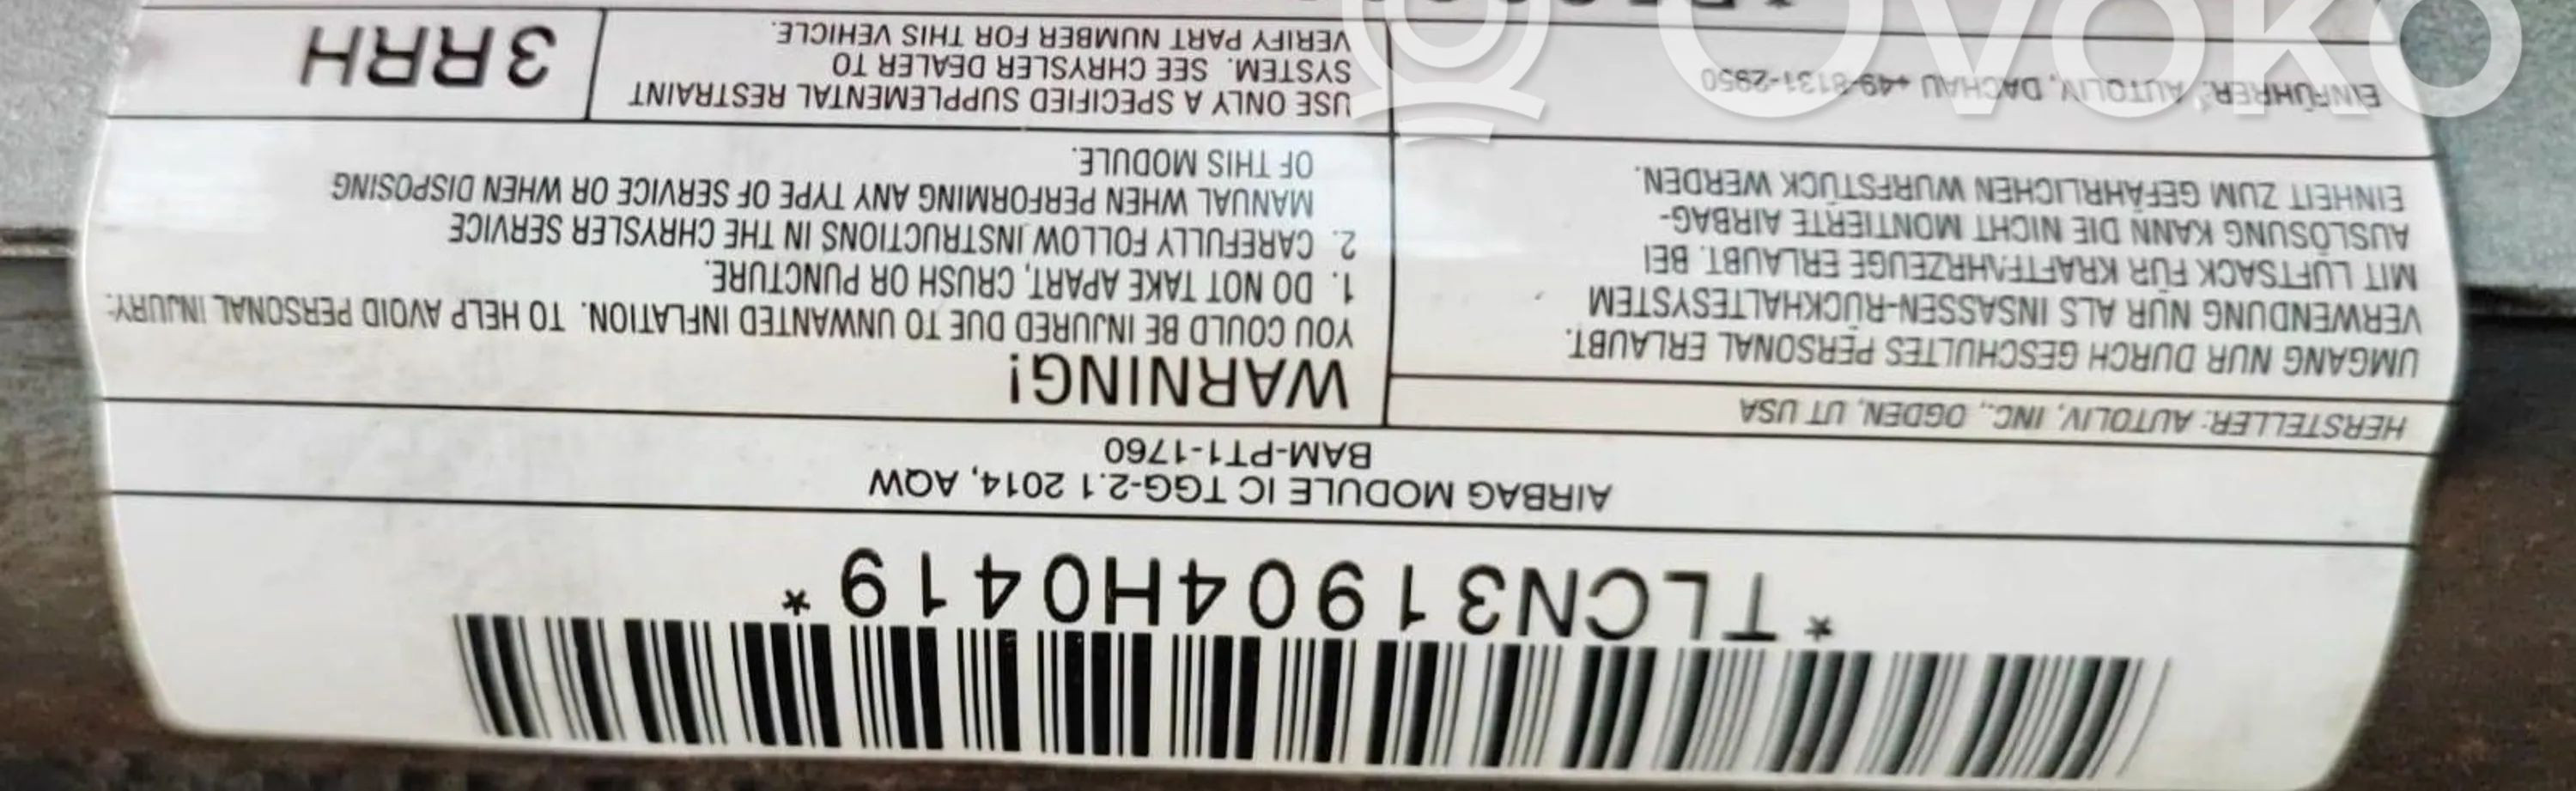 *TLCN31904H0419*
AIRBAG MODULE IC TGG-2.1 2014, AQW
BAM-PT1-1760
HERSTELLER: AUTOLIV, INC., OGDEN, UT USA
UMGANG NUR DURCH GESCHULTES PERSONAL ERLAUBT.
VERWENDUNG NUR ALS INSASSEN-RÜCKHALTESYSTEM
MIT LUFTSACK FÜR KRAFTFAHRZEUGE ERLAUBT. BEI
AUSLÖSUNG KANN DIE NICHT MONTIERTE AIRBAG-
EINHEIT ZUM GEFÄHRLICHEN WURFSTÜCK WERDEN.
EINFÜHRER: AUTOLIV, DACHAU +49-8131-2950
WARNING!
YOU COULD BE INJURED DUE TO UNWANTED INFLATION. TO HELP AVOID PERSONAL INJURY:
1. DO NOT TAKE APART, CRUSH OR PUNCTURE.
2. CAREFULLY FOLLOW INSTRUCTIONS IN THE CHRYSLER SERVICE
MANUAL WHEN PERFORMING ANY TYPE OF SERVICE OR WHEN DISPOSING
OF THIS MODULE.
USE ONLY A SPECIFIED SUPPLEMENTAL RESTRAINT
SYSTEM. SEE CHRYSLER DEALER TO
VERIFY PART NUMBER FOR THIS VEHICLE.
3RRH
OVOKO